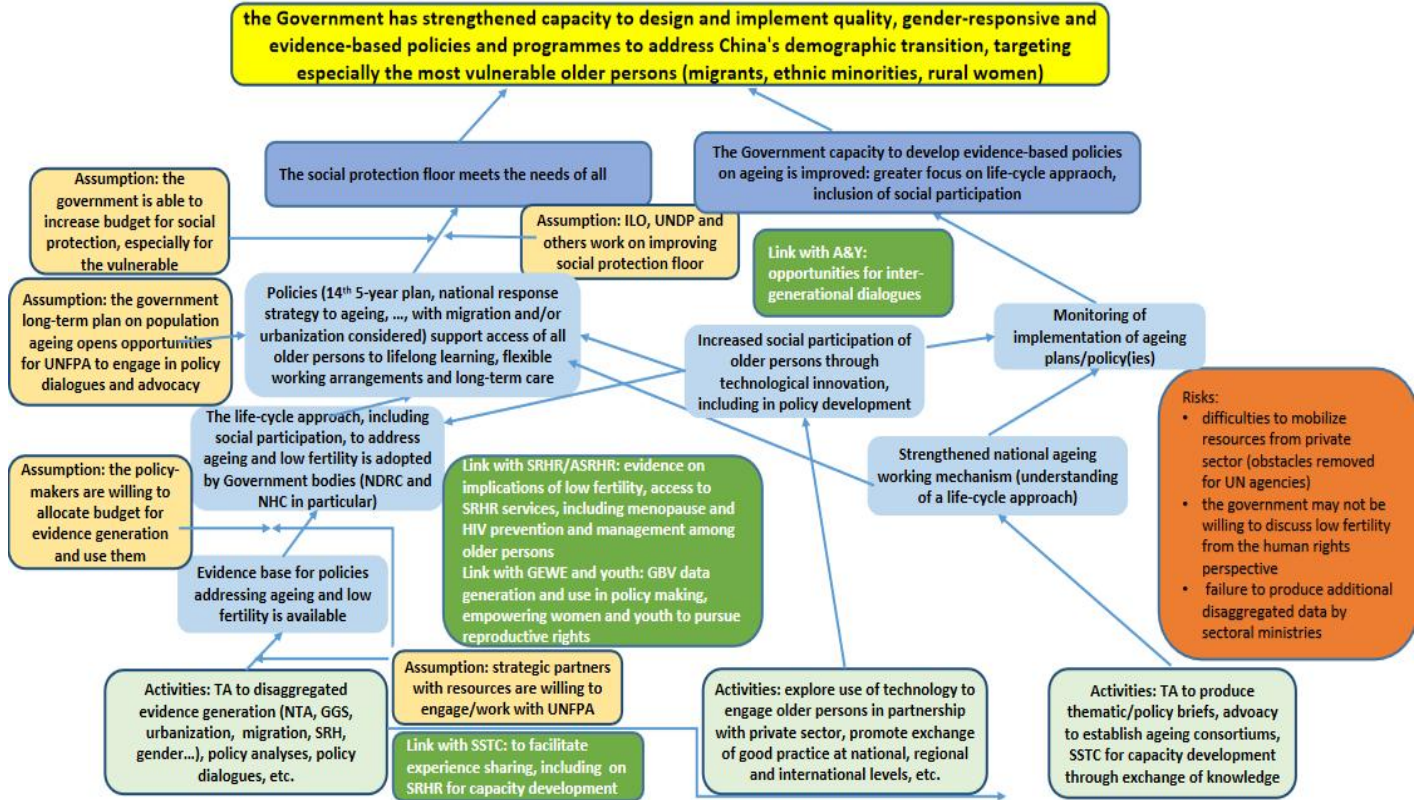 the Government has strengthened capacity to design and implement quality, gender-responsive and
evidence-based policies and programmes to address China's demographic transition, targeting
especially the most vulnerable older persons (migrants, ethnic minorities, rural women)
The social protection floor meets the needs of all
The Government capacity to develop evidence-based policies
on ageing is improved: greater focus on life-cycle appraoch,
inclusion of social participation
Assumption: the
government is able to
increase budget for social
protection, especially for
the vulnerable
Assumption: ILO, UNDP and
others work on improving
social protection floor
Link with A&Y:
opportunities for inter-
generational dialogues
Assumption: the government
long-term plan on population
ageing opens opportunities
for UNFPA to engage in policy
dialogues and advocacy
Policies (14th 5-year plan, national response
strategy to ageing, ..., with migration and/or
urbanization considered) support access of all
older persons to lifelong learning, flexible
working arrangements and long-term care
Increased social participation of
older persons through
technological innovation,
including in policy development
Monitoring of
implementation of ageing
plans/policy(ies)
The life-cycle approach, including
social participation, to address
ageing and low fertility is adopted
by Government bodies (NDRC and
NHC in particular)
Strengthened national ageing
working mechanism (understanding
of a life-cycle approach)
Risks:
• difficulties to mobilize
resources from private
sector (obstacles removed
for UN agencies)
• the government may not be
willing to discuss low fertility
from the human rights
perspective
• failure to produce additional
disaggregated data by
sectoral ministries
Assumption: the policy-
makers are willing to
allocate budget for
evidence generation
and use them
Link with SRHR/ASRHR: evidence on
implications of low fertility, access to
SRHR services, including menopause and
HIV prevention and management among
older persons
Link with GEWE and youth: GBV data
generation and use in policy making,
empowering women and youth to pursue
reproductive rights
Evidence base for policies
addressing ageing and low
fertility is available
Assumption: strategic partners
with resources are willing to
engage/work with UNFPA
Activities: TA to disaggregated
evidence generation (NTA, GGS,
urbanization, migration, SRH,
gender...), policy analyses, policy
dialogues, etc.
Link with SSTC: to facilitate
experience sharing, including on
SRHR for capacity development
Activities: explore use of technology to
engage older persons in partnership
with private sector, promote exchange
of good practice at national, regional
and international levels, etc.
Activities: TA to produce
thematic/policy briefs, advocacy
to establish ageing consortiums,
SSTC for capacity development
through exchange of knowledge